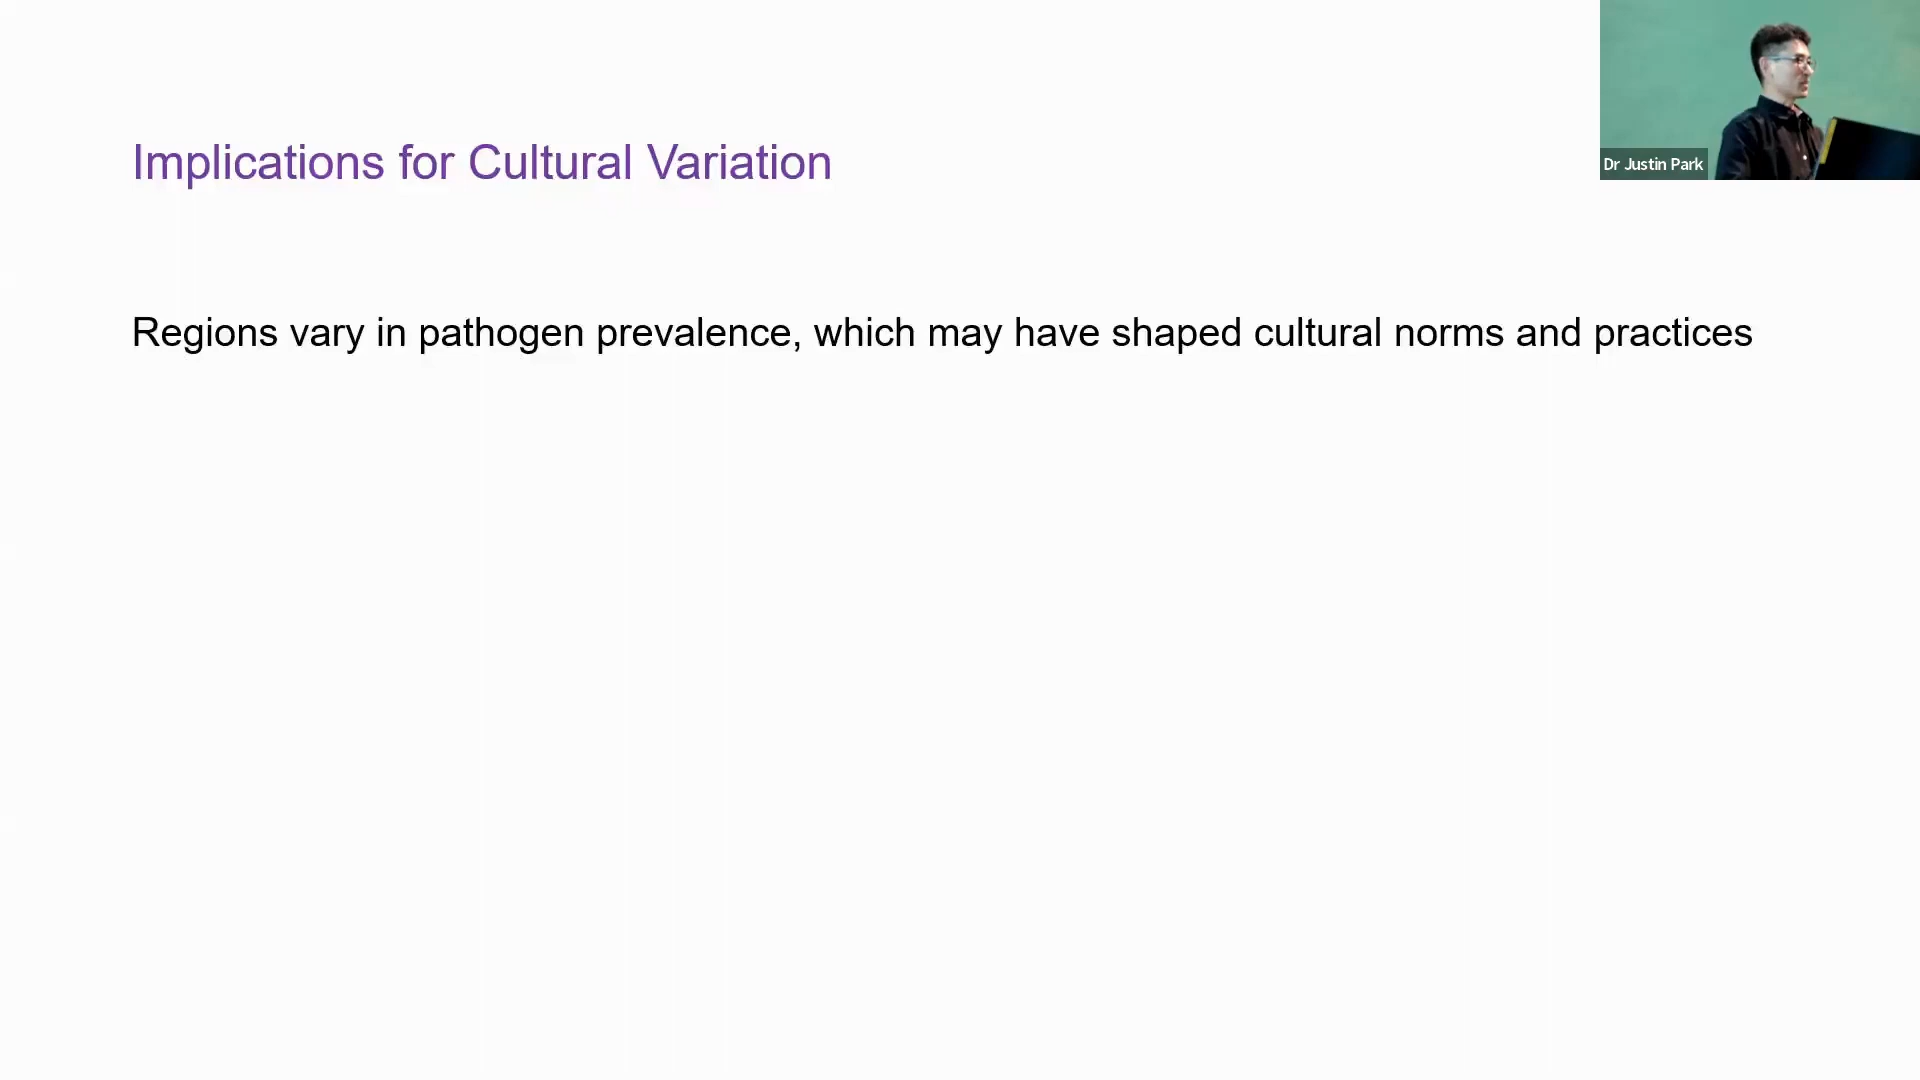 Implications for Cultural Variation
Dr Justin Park
Regions vary in pathogen prevalence, which may have shaped cultural norms and practices